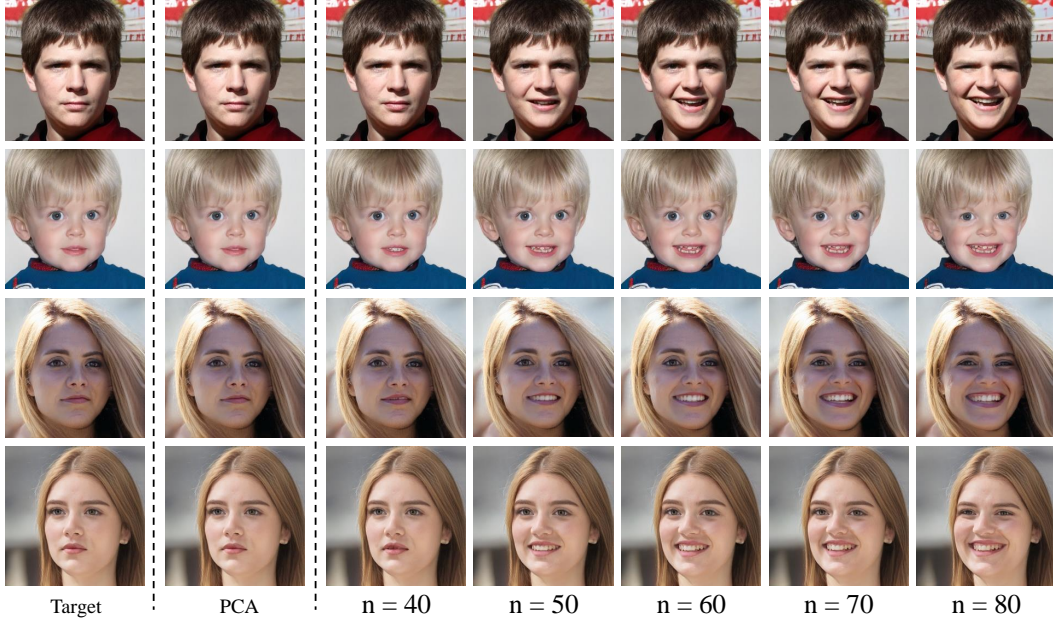 Target PCA n = 40 n = 50 n = 60 n = 70 n = 80